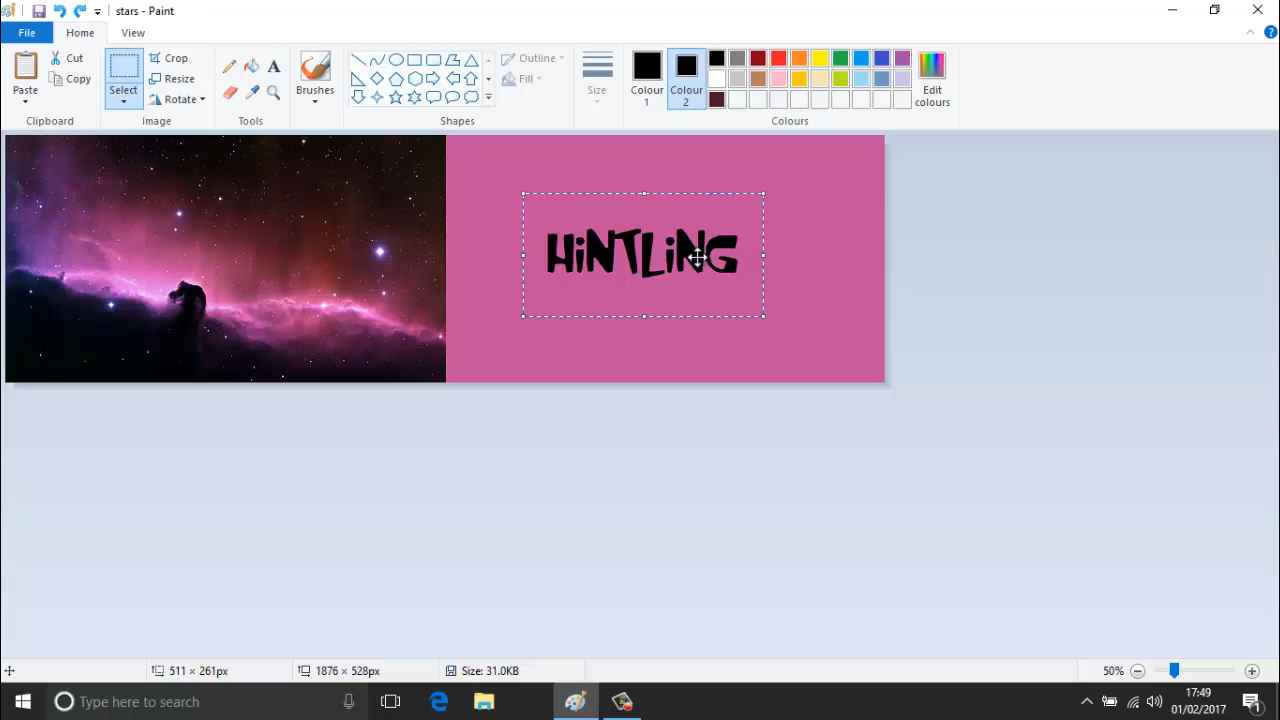 stars - Paint
File
Home
View
Paste
Cut
Copy
Clipboard
Select
Crop
Resize
Rotate
Image
A
Tools
Brushes
Outline
Fill
Shapes
Size
Colour 1
Colour 2
Edit colours
Colours
HiNTLiNG
511 × 261px
1876 × 528px
Size: 31.0KB
50%
Type here to search
17:49
01/02/2017
1